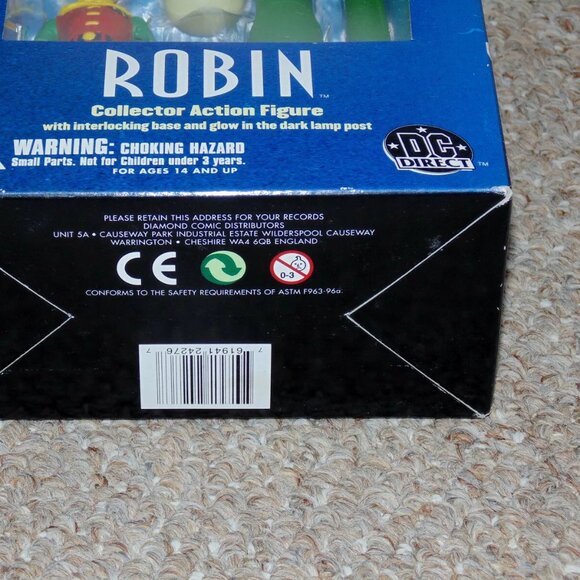 ROBIN™
Collector Action Figure
with interlocking base and glow in the dark lamp post
WARNING: CHOKING HAZARD
Small Parts. Not for Children under 3 years.
FOR AGES 14 AND UP
DC
DIRECT™
PLEASE RETAIN THIS ADDRESS FOR YOUR RECORDS
DIAMOND COMIC DISTRIBUTORS
UNIT 5A • CAUSEWAY PARK INDUSTRIAL ESTATE WILDERSPOOL CAUSEWAY
WARRINGTON • CHESHIRE WA4 6QB ENGLAND
CE
0-3
CONFORMS TO THE SAFETY REQUIREMENTS OF ASTM F963-96a.
7 61941 24276 7